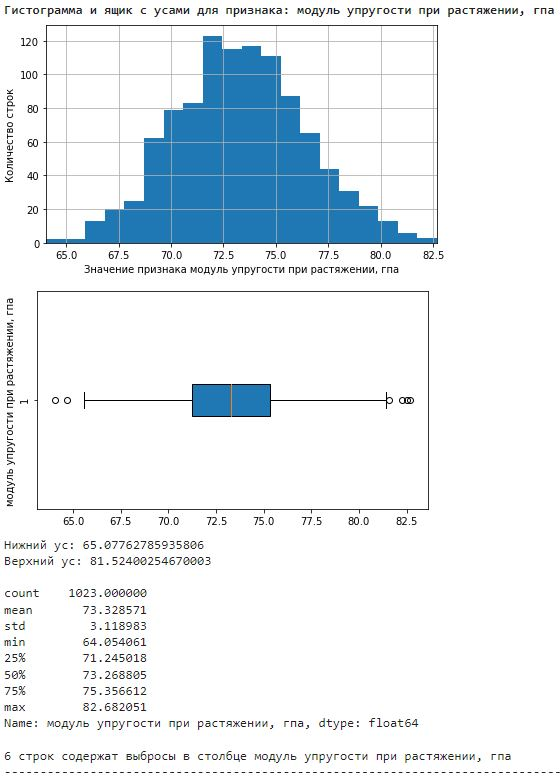 Гистограмма и ящик с усами для признака: модуль упругости при растяжении, гпа
120
100
80
60
40
20
0
Количество строк
65.0 67.5 70.0 72.5 75.0 77.5 80.0 82.5
Значение признака модуль упругости при растяжении, гпа
модуль упругости при растяжении, гпа
1
65.0 67.5 70.0 72.5 75.0 77.5 80.0 82.5
Нижний ус: 65.07762785935806
Верхний ус: 81.52400254670003
count 1023.000000
mean 73.328571
std 3.118983
min 64.054061
25% 71.245018
50% 73.268805
75% 75.356612
max 82.682051
Name: модуль упругости при растяжении, гпа, dtype: float64
6 строк содержат выбросы в столбце модуль упругости при растяжении, гпа
--------------------------------------------------------------------------------